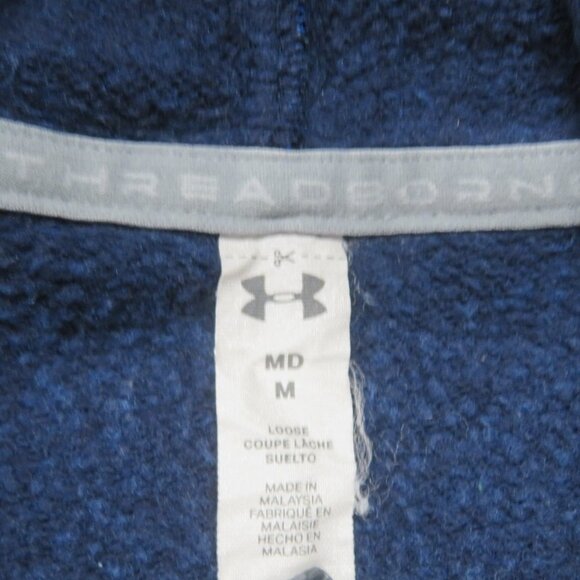 THREADBORNE
MD
M
LOOSE
COUPE LÂCHE
SUELTO
MADE IN
MALAYSIA
FABRIQUÉ EN
MALAISIE
HECHO EN
MALASIA